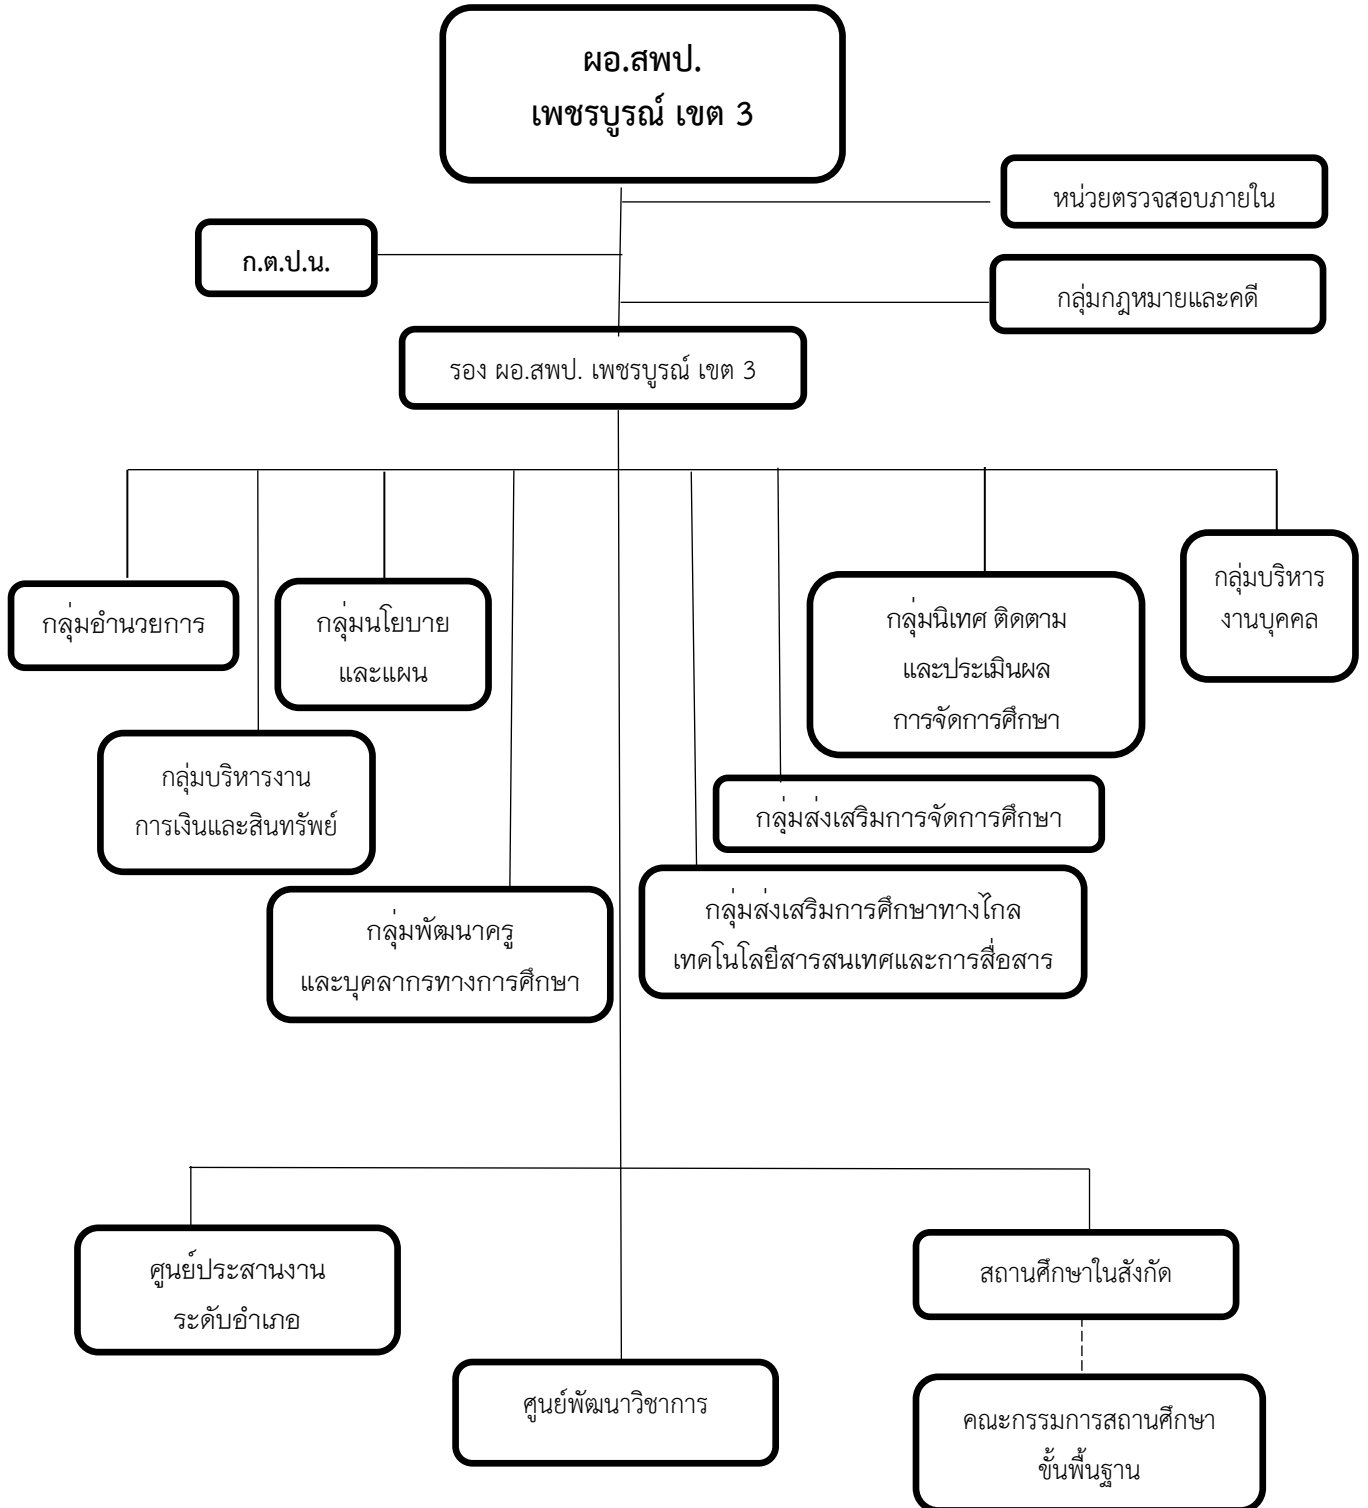 ผอ.สพป.
เพชรบูรณ์ เขต 3
หน่วยตรวจสอบภายใน
ก.ต.ป.น.
กลุ่มกฎหมายและคดี
รอง ผอ.สพป. เพชรบูรณ์ เขต 3
กลุ่มอำนวยการ
กลุ่มนโยบาย
และแผน
กลุ่มนิเทศ ติดตาม
และประเมินผล
การจัดการศึกษา
กลุ่มบริหาร
งานบุคคล
กลุ่มบริหารงาน
การเงินและสินทรัพย์
กลุ่มส่งเสริมการจัดการศึกษา
กลุ่มพัฒนาครู
และบุคลากรทางการศึกษา
กลุ่มส่งเสริมการศึกษาทางไกล
เทคโนโลยีสารสนเทศและการสื่อสาร
ศูนย์ประสานงาน
ระดับอำเภอ
สถานศึกษาในสังกัด
ศูนย์พัฒนาวิชาการ
คณะกรรมการสถานศึกษา
ขั้นพื้นฐาน